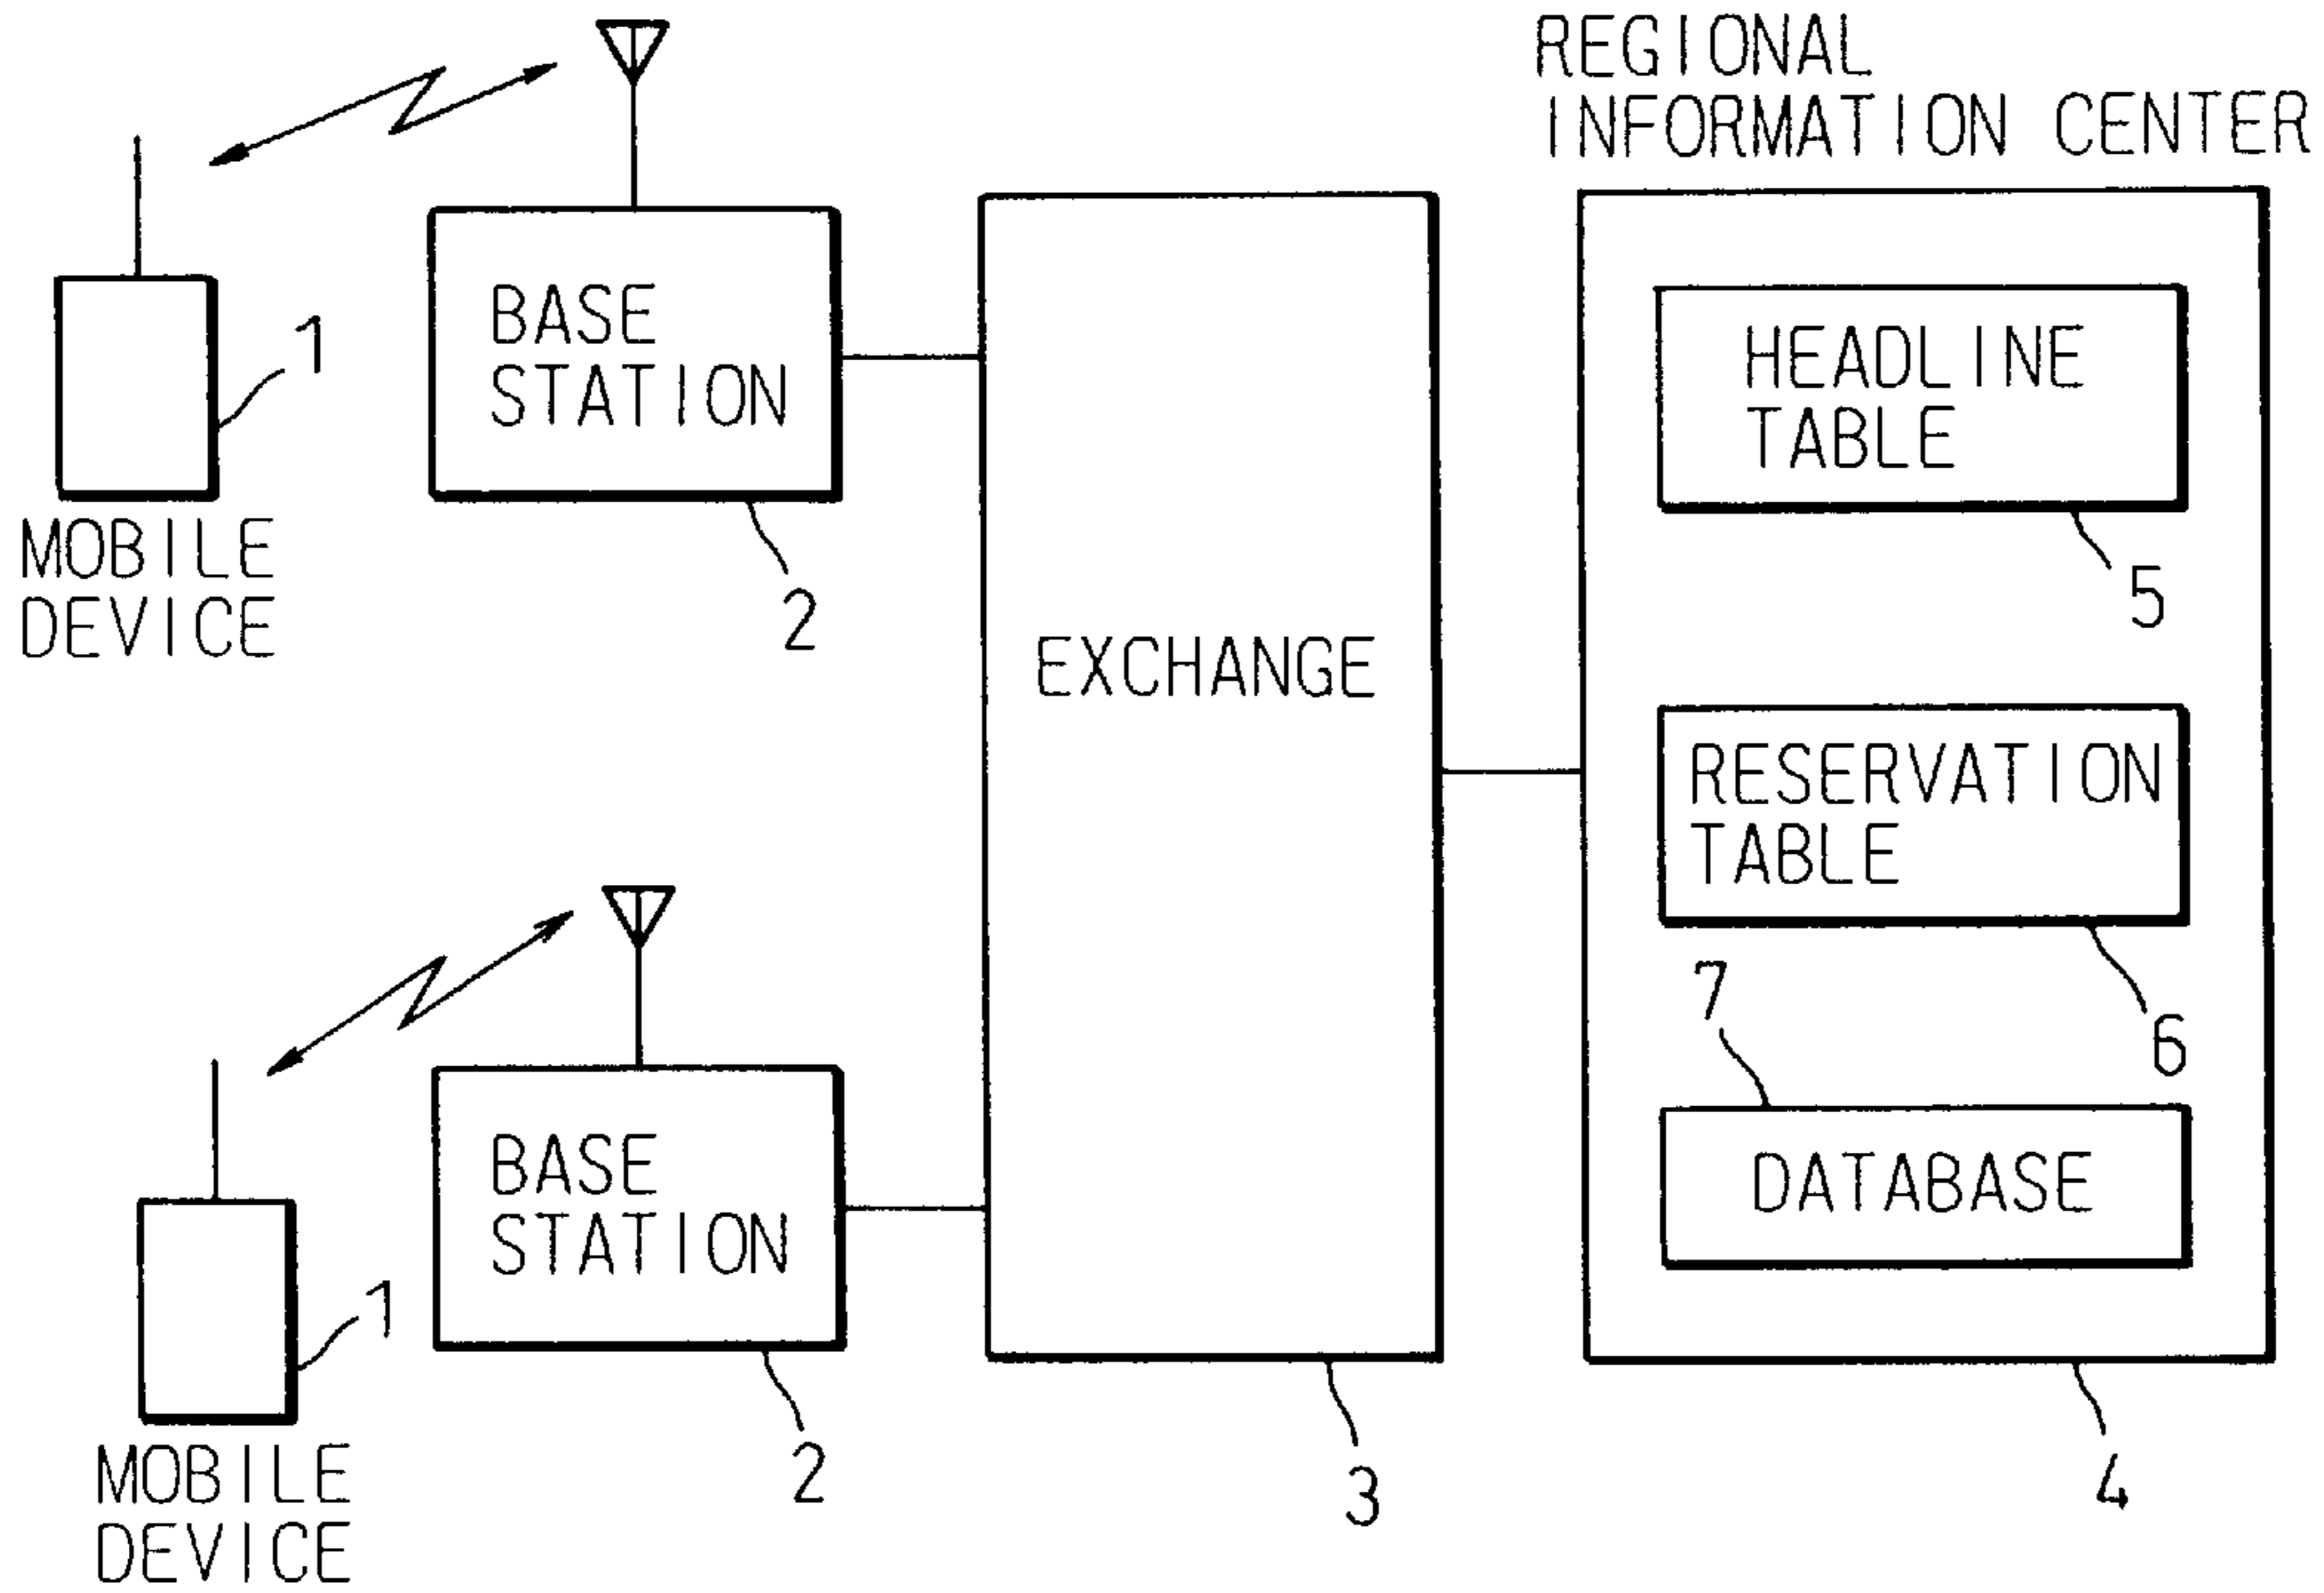 REGIONAL
INFORMATION CENTER
BASE
STATION
1
MOBILE
DEVICE
2
EXCHANGE
HEADLINE
TABLE
5
RESERVATION
TABLE
6
7
DATABASE
BASE
STATION
1
MOBILE
DEVICE
2
3
4